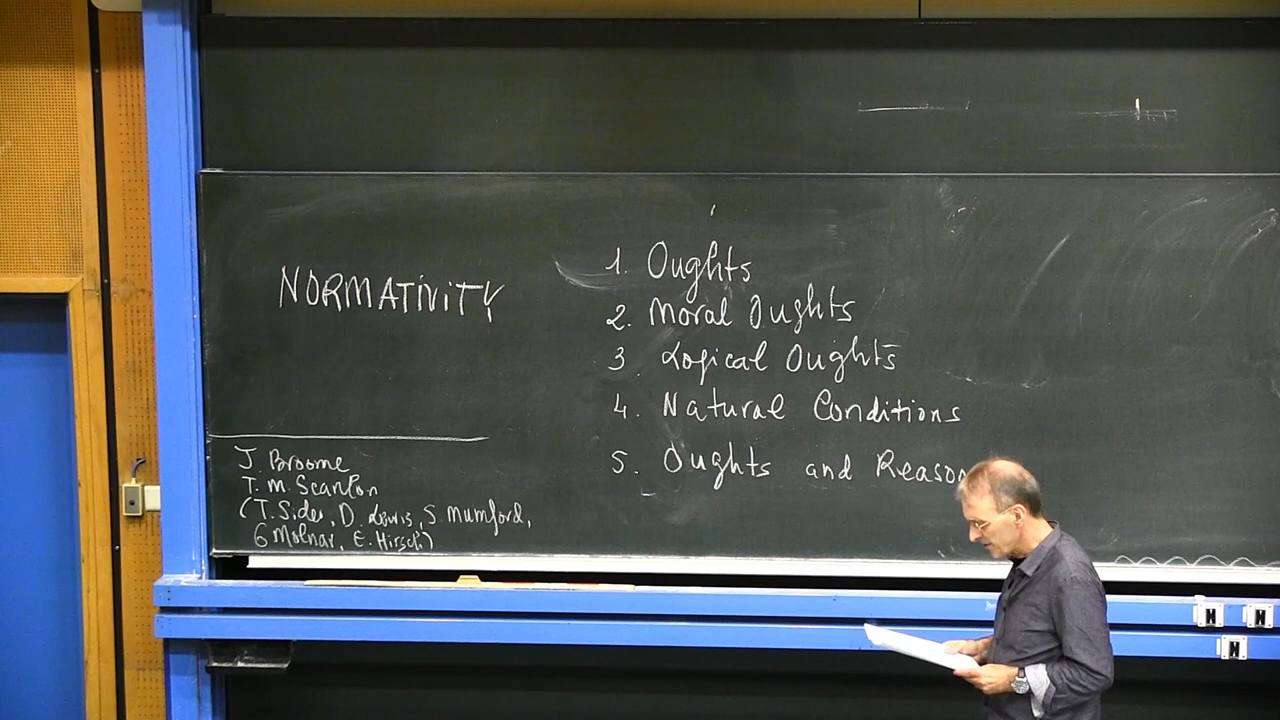 NORMATIVITY
1. Oughts
2. Moral Oughts
3 Logical Oughts
4. Natural Conditions
5. Oughts and Reason
J. Broome
T. M. Scanlon
(T. Sider, D. Lewis, S. Mumford,
G Molnar, E. Hirsch)
N N
N